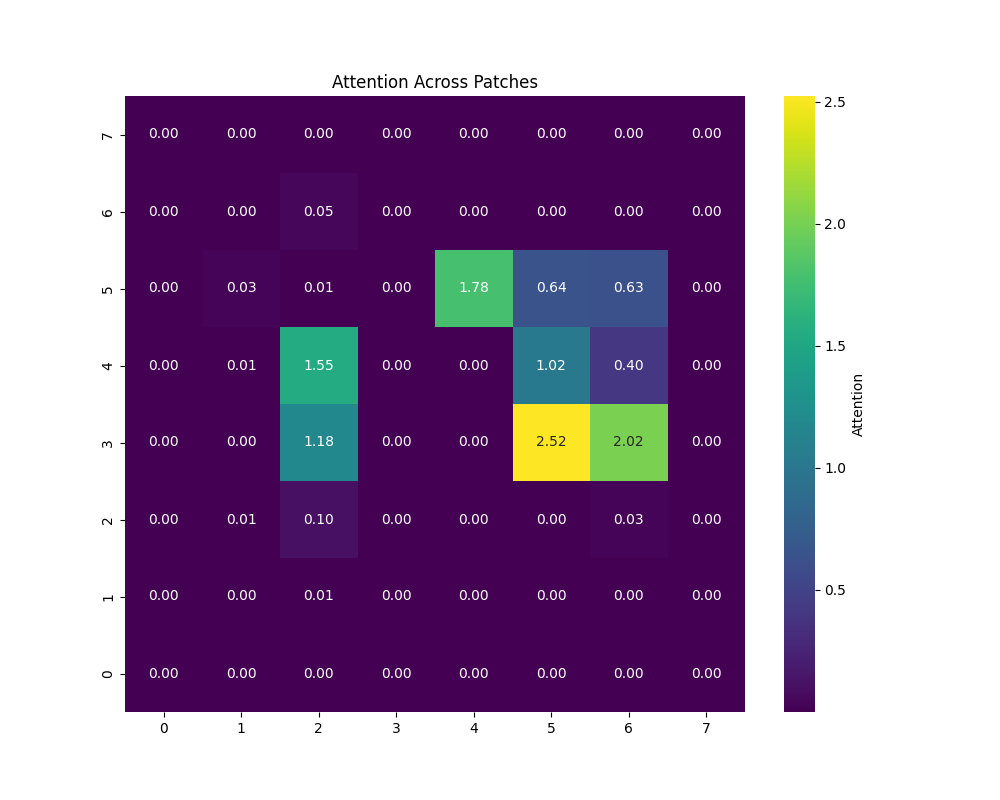 Attention Across Patches
7 0.00 0.00 0.00 0.00 0.00 0.00 0.00 0.00
6 0.00 0.00 0.05 0.00 0.00 0.00 0.00 0.00
5 0.00 0.03 0.01 0.00 1.78 0.64 0.63 0.00
4 0.00 0.01 1.55 0.00 0.00 1.02 0.40 0.00
3 0.00 0.00 1.18 0.00 0.00 2.52 2.02 0.00
2 0.00 0.01 0.10 0.00 0.00 0.00 0.03 0.00
1 0.00 0.00 0.01 0.00 0.00 0.00 0.00 0.00
0 0.00 0.00 0.00 0.00 0.00 0.00 0.00 0.00
0 1 2 3 4 5 6 7
2.5
2.0
1.5
1.0
0.5
Attention